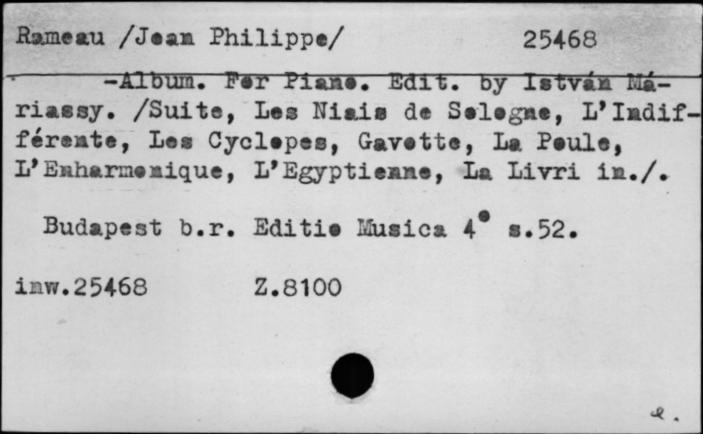 Rameau /Jean Philippe/ 25468
-Album. For Piano. Edit. by István Má-
riassy. /Suite, Les Niais de Sologne, L'Indif-
férente, Les Cyclopes, Gavotte, La Poule,
L'Enharmonique, L'Egyptienne, La Livri in./.
Budapest b.r. Editio Musica 4° s.52.
inw.25468 Z.8100
e.